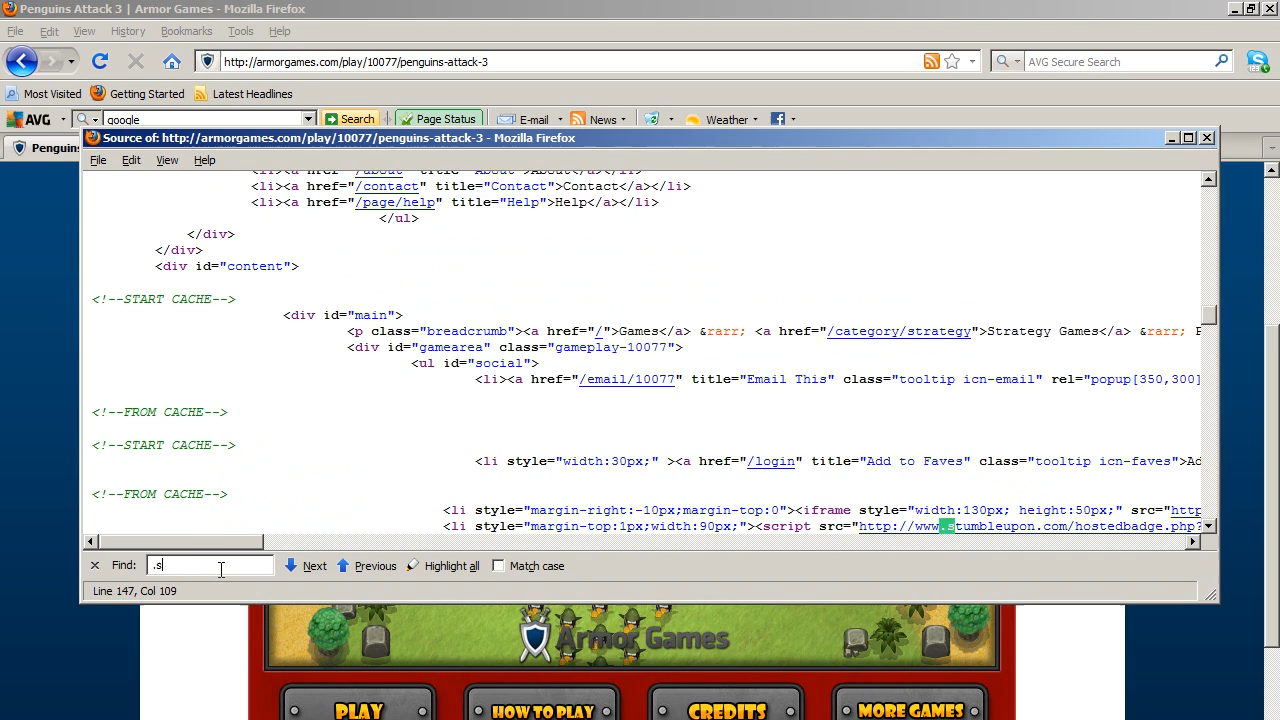 Penguins Attack 3 | Armor Games - Mozilla Firefox
File Edit View History Bookmarks Tools Help
http://armorgames.com/play/10077/penguins-attack-3
AVG Secure Search
Most Visited Getting Started Latest Headlines
AVG google Search Page Status E-mail News Weather
Penguins
Source of: http://armorgames.com/play/10077/penguins-attack-3 - Mozilla Firefox
File Edit View Help
<li><a href="/about" title="About">About</a></li>
<li><a href="/contact" title="Contact">Contact</a></li>
<li><a href="/page/help" title="Help">Help</a></li>
</ul>
</div>
</div>
<div id="content">
<!--START CACHE-->
<div id="main">
<p class="breadcrumb"><a href="/">Games</a> &rarr; <a href="/category/strategy">Strategy Games</a> &rarr; P
<div id="gamearea" class="gameplay-10077">
<ul id="social">
<li><a href="/email/10077" title="Email This" class="tooltip icn-email" rel="popup[350,300]
<!--FROM CACHE-->
<!--START CACHE-->
<li style="width:30px;" ><a href="/login" title="Add to Faves" class="tooltip icn-faves">Ad
<!--FROM CACHE-->
<li style="margin-right:-10px;margin-top:0"><iframe style="width:130px; height:50px;" src="http
<li style="margin-top:1px;width:90px;"><script src="http://www.stumbleupon.com/hostedbadge.php?
Find: .s Next Previous Highlight all Match case
Line 147, Col 109
Armor Games
PLAY HOW TO PLAY CREDITS MORE GAMES